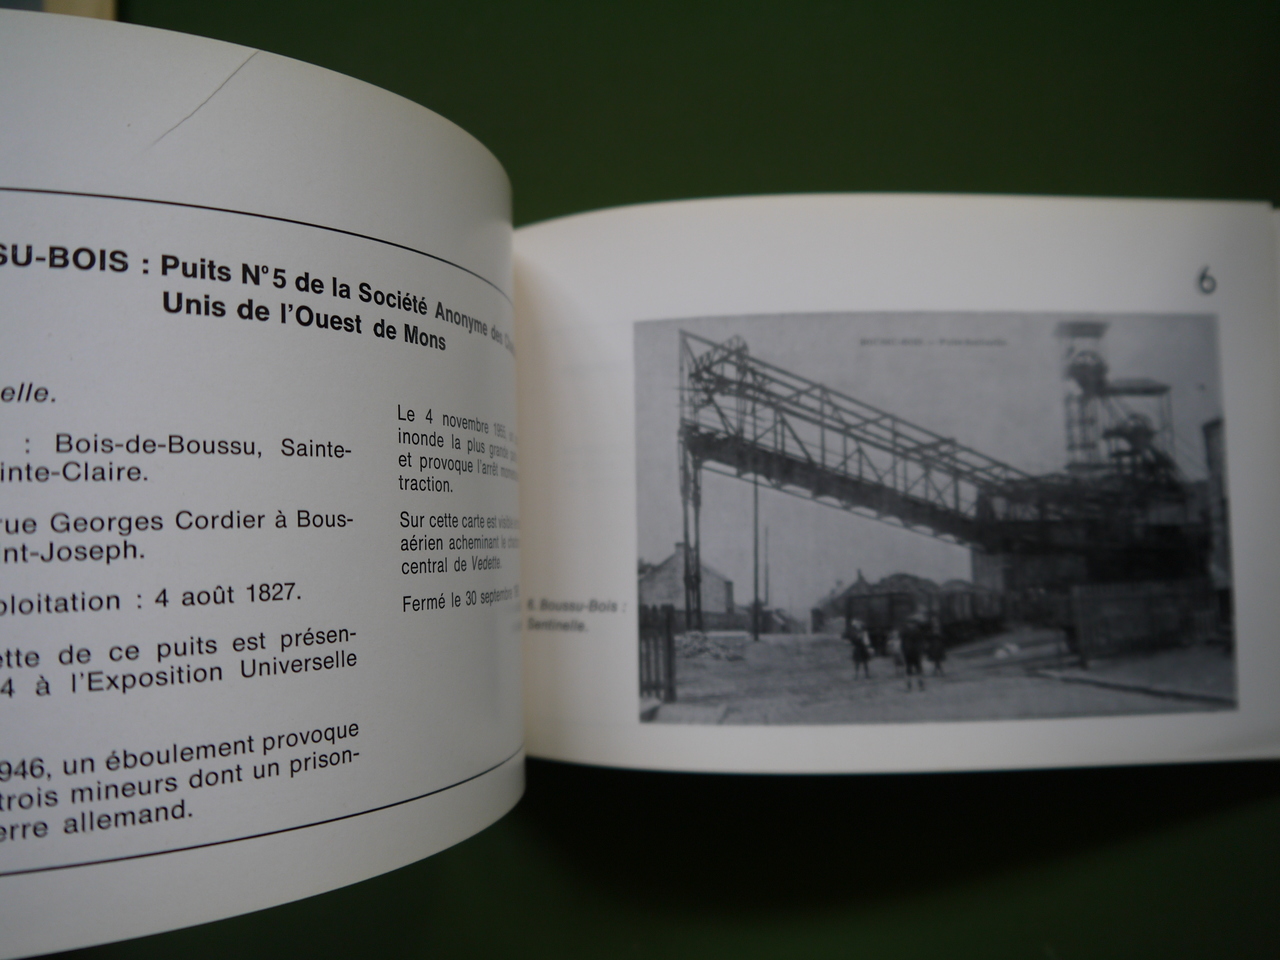 SU-BOIS : Puits N° 5 de la Société Anonyme des
Unis de l'Ouest de Mons
elle.
: Bois-de-Boussu, Sainte-
inte-Claire.
rue Georges Cordier à Bous-
nt-Joseph.
ploitation : 4 août 1827.
ette de ce puits est présen-
4 à l'Exposition Universelle
946, un éboulement provoque
trois mineurs dont un prison-
erre allemand.
Le 4 novembre
inonde la plus grande
et provoque l'arrêt
traction.
Sur cette carte est
aérien acheminant le
central de Vedette.
Fermé le 30 septembre
6
6. Boussu-Bois :
Sentinelle.